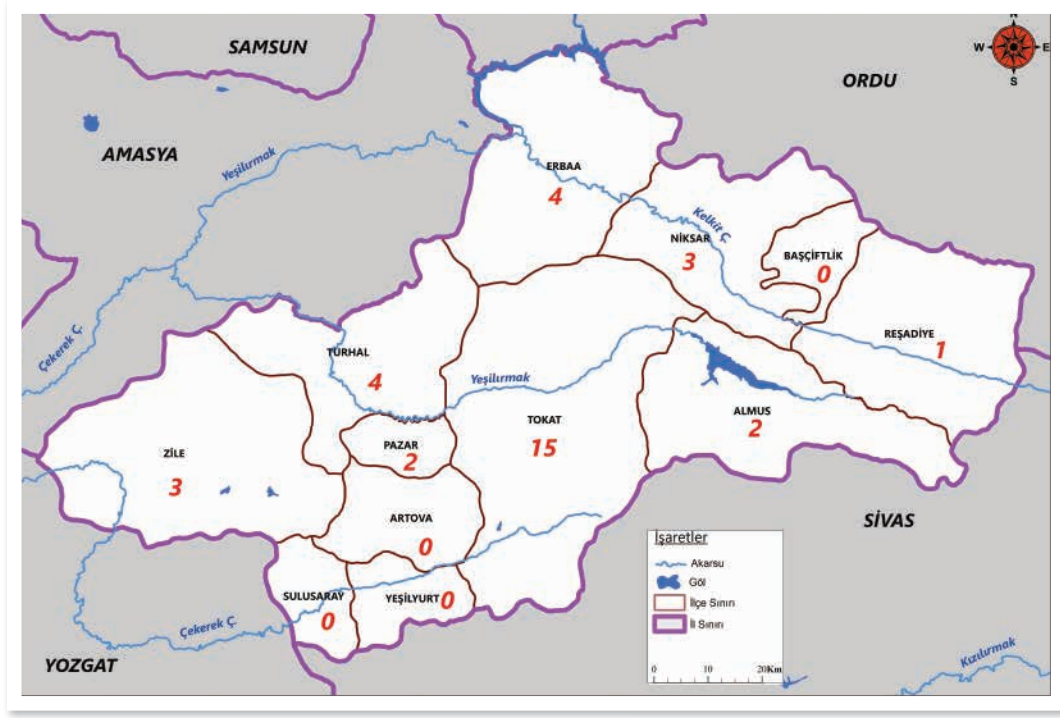 SAMSUN
N
W
E
S
ORDU
AMASYA
Yeşilırmak
ERBAA
4
Kelkit Ç.
NİKSAR
3
BAŞÇİFTLİK
0
REŞADİYE
1
Çekerek Ç.
TURHAL
4
Yeşilırmak
TOKAT
15
ALMUS
2
PAZAR
2
ZİLE
3
ARTOVA
0
SİVAS
SULUSARAY
0
YEŞİLYURT
0
Çekerek Ç.
YOZGAT
İşaretler
Akarsu
Göl
İlçe Sınırı
İl Sınırı
0 10 20Km
Kızılırmak